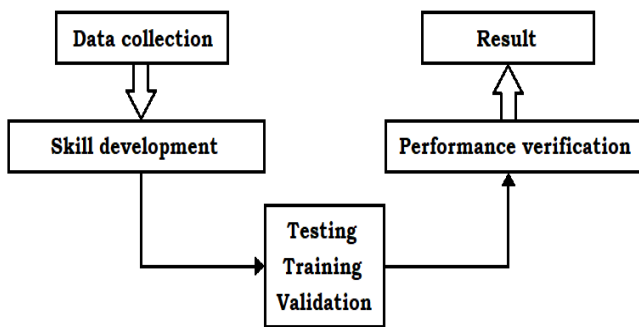 Data collection
Result
Skill development
Performance verification
Testing
Training
Validation